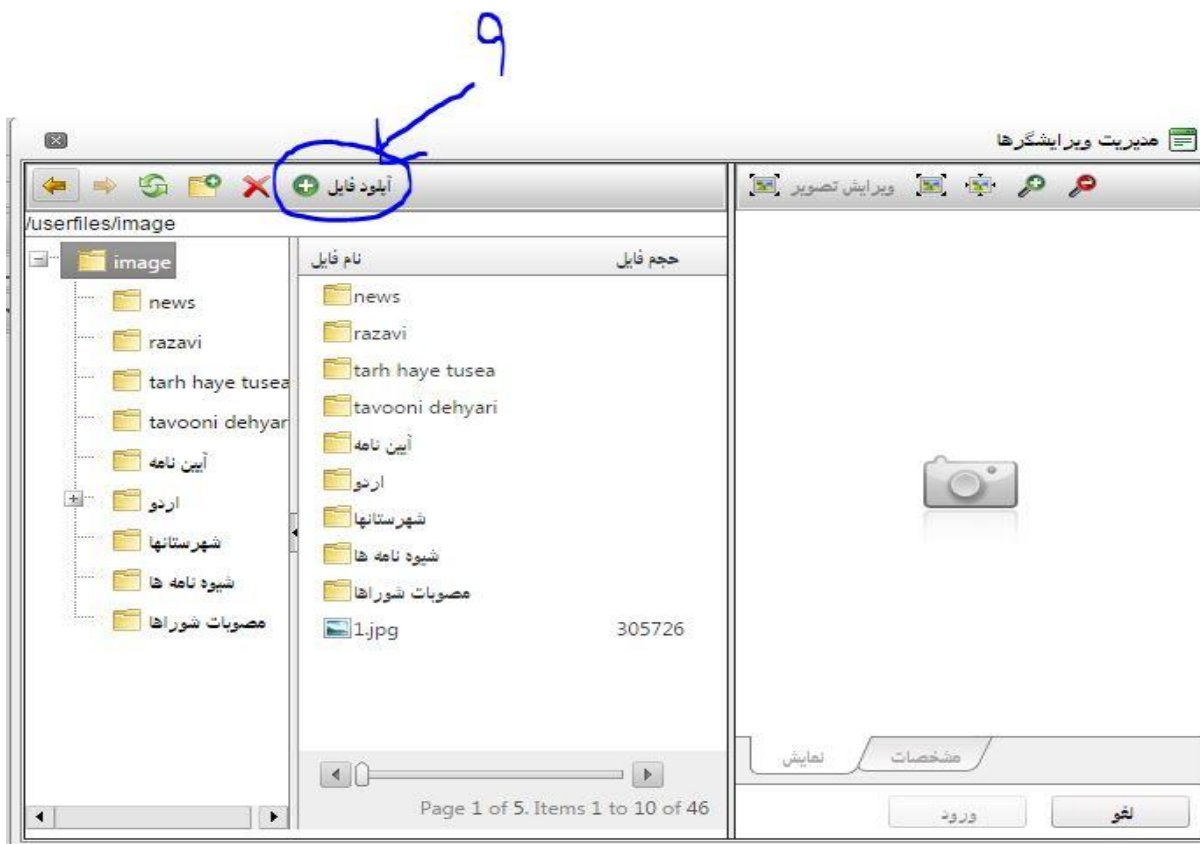 9
مدیریت ویرایشگرها
آپلود فایل
ویرایش تصویر
/userfiles/image
image
news
razavi
tarh haye tusea
tavooni dehyar
آیین نامه
اردو
شهرستانها
شیوه نامه ها
مصوبات شوراها
نام فایل
حجم فایل
news
razavi
tarh haye tusea
tavooni dehyari
آیین نامه
اردو
شهرستانها
شیوه نامه ها
مصوبات شوراها
1.jpg 305726
Page 1 of 5. Items 1 to 10 of 46
نمایش
مشخصات
ورود
لغو